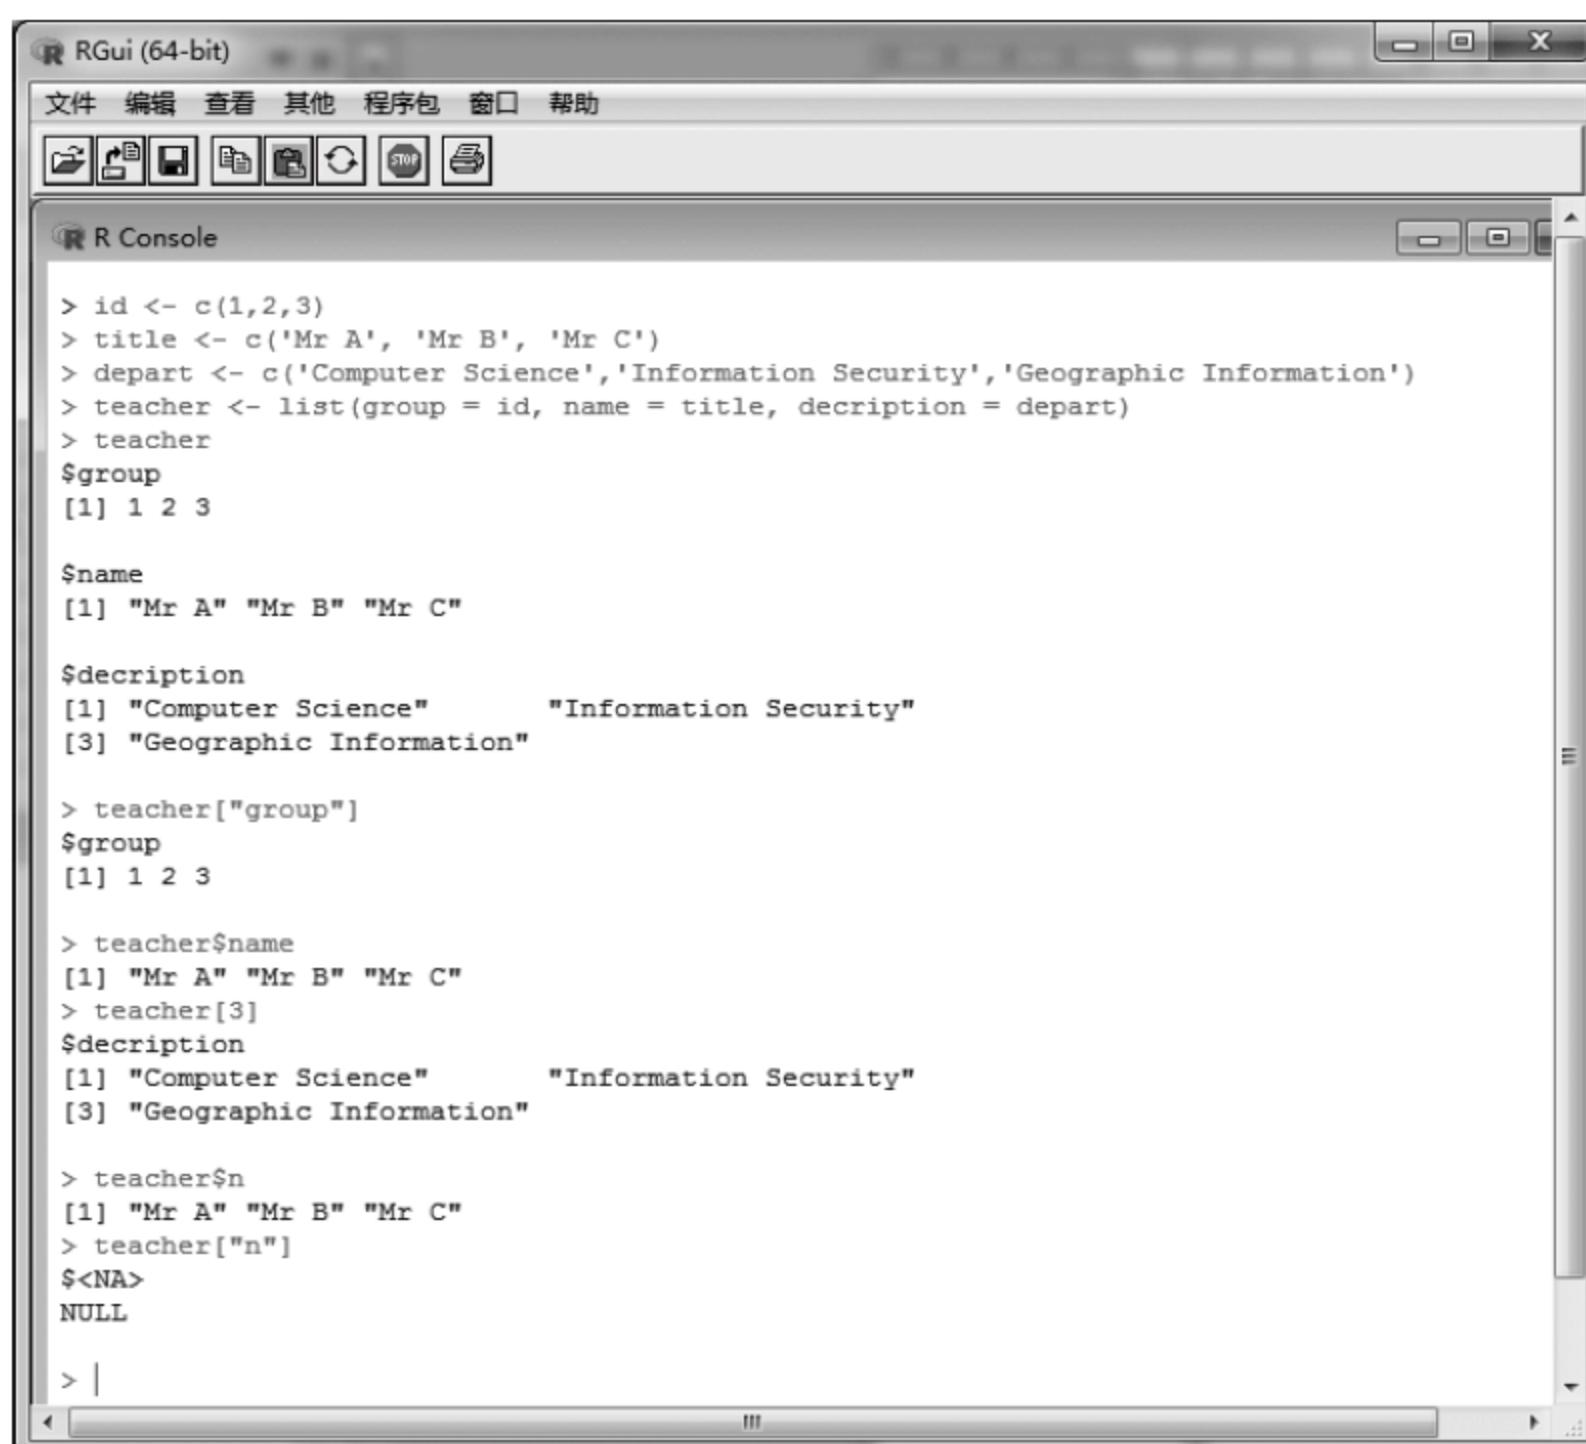 RGui (64-bit)
文件 编辑 查看 其他 程序包 窗口 帮助
STOP
R Console
> id <- c(1,2,3)
> title <- c('Mr A', 'Mr B', 'Mr C')
> depart <- c('Computer Science','Information Security','Geographic Information')
> teacher <- list(group = id, name = title, decription = depart)
> teacher
$group
[1] 1 2 3
$name
[1] "Mr A" "Mr B" "Mr C"
$decription
[1] "Computer Science"       "Information Security"
[3] "Geographic Information"
> teacher["group"]
$group
[1] 1 2 3
> teacher$name
[1] "Mr A" "Mr B" "Mr C"
> teacher[3]
$decription
[1] "Computer Science"       "Information Security"
[3] "Geographic Information"
> teacher$n
[1] "Mr A" "Mr B" "Mr C"
> teacher["n"]
$<NA>
NULL
>